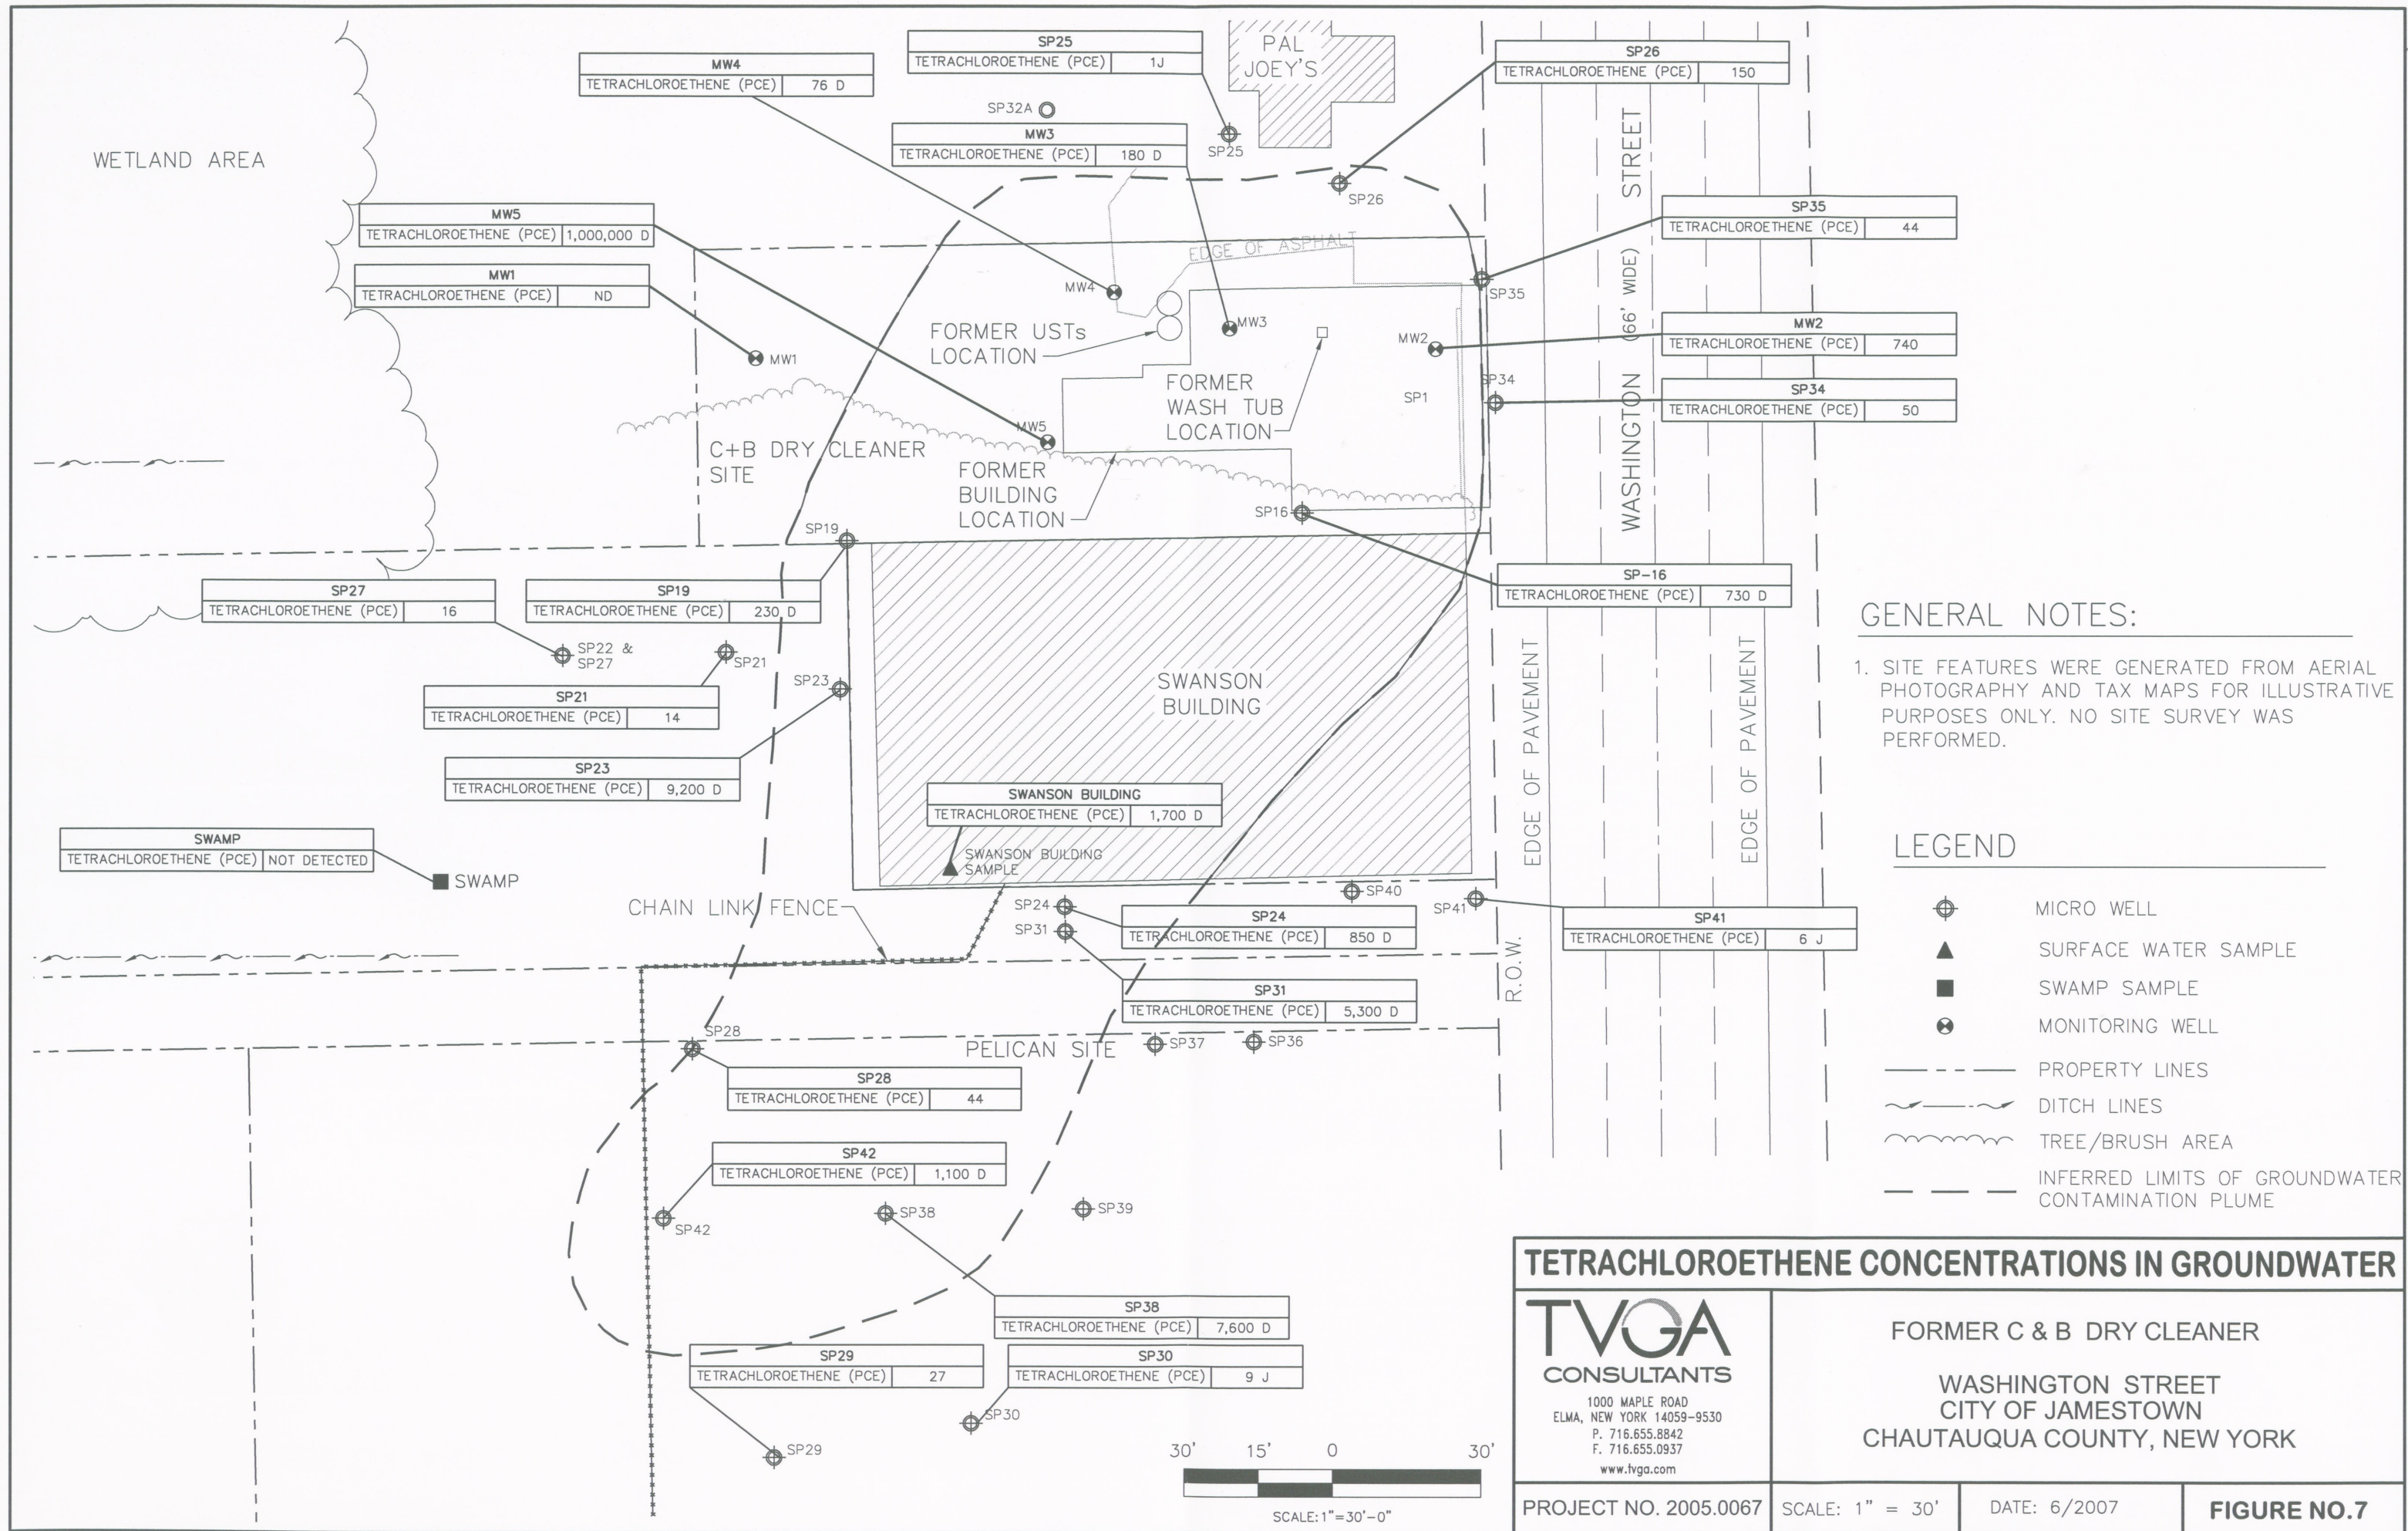 WETLAND AREA
MW4
TETRACHLOROETHENE (PCE) 76 D
SP25
TETRACHLOROETHENE (PCE) 1J
PAL
JOEY'S
SP26
TETRACHLOROETHENE (PCE) 150
SP32A
MW3
TETRACHLOROETHENE (PCE) 180 D
SP25
SP26
MW5
TETRACHLOROETHENE (PCE) 1,000,000 D
MW1
TETRACHLOROETHENE (PCE) ND
EDGE OF ASPHALT
SP35
TETRACHLOROETHENE (PCE) 44
MW4
SP35
MW3
MW2
MW2
TETRACHLOROETHENE (PCE) 740
FORMER USTs
LOCATION
MW1
FORMER
WASH TUB
LOCATION
SP34
SP1
SP34
TETRACHLOROETHENE (PCE) 50
WASHINGTON (66' WIDE) STREET
MW5
C+B DRY CLEANER
SITE
FORMER
BUILDING
LOCATION
SP16
SP19
SP27
TETRACHLOROETHENE (PCE) 16
SP19
TETRACHLOROETHENE (PCE) 230 D
SP-16
TETRACHLOROETHENE (PCE) 730 D
SP22 &
SP27
SP21
SP23
SP21
TETRACHLOROETHENE (PCE) 14
SWANSON
BUILDING
EDGE OF PAVEMENT
EDGE OF PAVEMENT
SP23
TETRACHLOROETHENE (PCE) 9,200 D
SWANSON BUILDING
TETRACHLOROETHENE (PCE) 1,700 D
SWANSON BUILDING
SAMPLE
SWAMP
TETRACHLOROETHENE (PCE) NOT DETECTED
SWAMP
CHAIN LINK FENCE
SP24
SP31
SP40
SP41
SP24
TETRACHLOROETHENE (PCE) 850 D
SP41
TETRACHLOROETHENE (PCE) 6 J
R.O.W.
SP31
TETRACHLOROETHENE (PCE) 5,300 D
SP28
PELICAN SITE
SP37
SP36
SP28
TETRACHLOROETHENE (PCE) 44
SP42
TETRACHLOROETHENE (PCE) 1,100 D
SP42
SP38
SP39
SP38
TETRACHLOROETHENE (PCE) 7,600 D
SP29
TETRACHLOROETHENE (PCE) 27
SP30
TETRACHLOROETHENE (PCE) 9 J
SP30
SP29
30' 15' 0 30'
SCALE:1"=30'-0"
GENERAL NOTES:
1. SITE FEATURES WERE GENERATED FROM AERIAL
PHOTOGRAPHY AND TAX MAPS FOR ILLUSTRATIVE
PURPOSES ONLY. NO SITE SURVEY WAS
PERFORMED.
LEGEND
MICRO WELL
SURFACE WATER SAMPLE
SWAMP SAMPLE
MONITORING WELL
PROPERTY LINES
DITCH LINES
TREE/BRUSH AREA
INFERRED LIMITS OF GROUNDWATER
CONTAMINATION PLUME
TETRACHLOROETHENE CONCENTRATIONS IN GROUNDWATER
TVGA
CONSULTANTS
1000 MAPLE ROAD
ELMA, NEW YORK 14059-9530
P. 716.655.8842
F. 716.655.0937
www.tvga.com
FORMER C & B DRY CLEANER
WASHINGTON STREET
CITY OF JAMESTOWN
CHAUTAUQUA COUNTY, NEW YORK
PROJECT NO. 2005.0067
SCALE: 1" = 30'
DATE: 6/2007
FIGURE NO.7